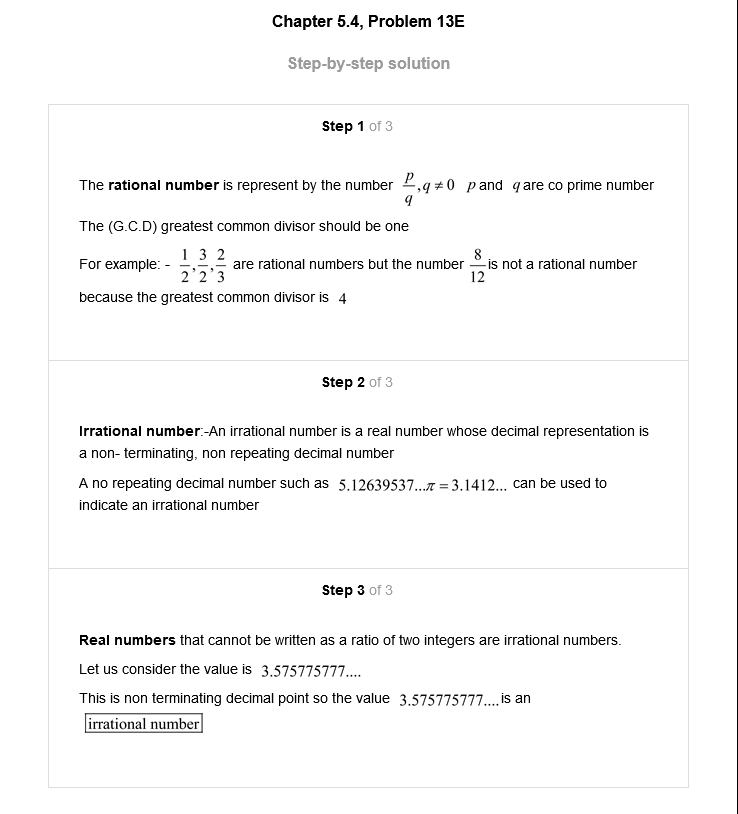 Chapter 5.4, Problem 13E
Step-by-step solution
Step 1 of 3
The rational number is represent by the number p/q, q ≠ 0 p and q are co prime number
The (G.C.D) greatest common divisor should be one
For example: - 1/2, 3/2, 2/3 are rational numbers but the number 8/12 is not a rational number
because the greatest common divisor is 4
Step 2 of 3
Irrational number:-An irrational number is a real number whose decimal representation is
a non- terminating, non repeating decimal number
A no repeating decimal number such as 5.12639537...π = 3.1412... can be used to
indicate an irrational number
Step 3 of 3
Real numbers that cannot be written as a ratio of two integers are irrational numbers.
Let us consider the value is 3.575775777....
This is non terminating decimal point so the value 3.575775777.... is an
irrational number